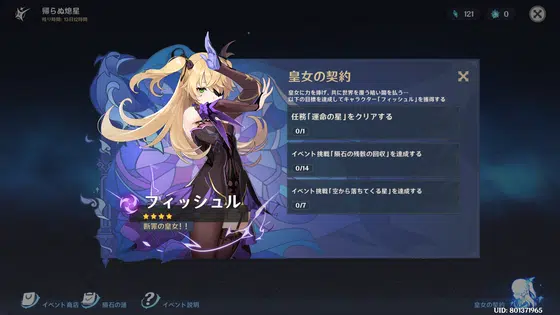 帰らぬ熄星
121
0
皇女の契約
皇女に力を捧げ、共に世界を覆う暗い闇を払う…
以下の目標を達成してキャラクター「フィッシュル」を獲得する
任務「運命の星」をクリアする
0/1
イベント挑戦「隕石の残骸の回収」を達成する
0/14
イベント挑戦「空から落ちてくる星」を達成する
0/7
フィッシュル
断罪の皇女！！
イベント商店
隕石の謎
イベント説明
皇女の契約
UID: 801371965